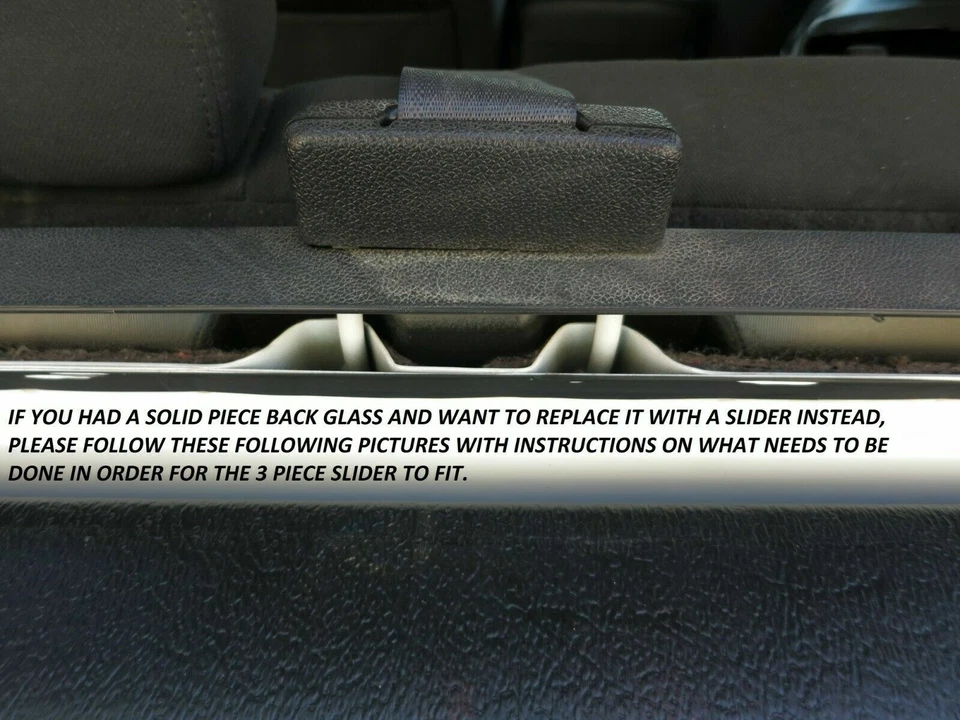 IF YOU HAD A SOLID PIECE BACK GLASS AND WANT TO REPLACE IT WITH A SLIDER INSTEAD,
PLEASE FOLLOW THESE FOLLOWING PICTURES WITH INSTRUCTIONS ON WHAT NEEDS TO BE
DONE IN ORDER FOR THE 3 PIECE SLIDER TO FIT.